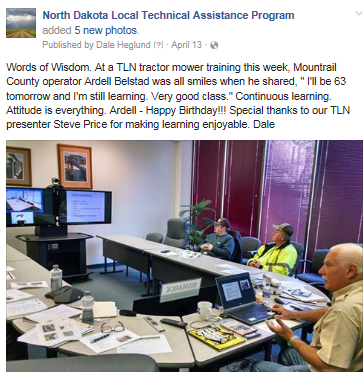 North Dakota Local Technical Assistance Program
added 5 new photos.
Published by Dale Heglund [?] · April 13 ·
Words of Wisdom. At a TLN tractor mower training this week, Mountrail
County operator Ardell Belstad was all smiles when he shared, " I'll be 63
tomorrow and I'm still learning. Very good class." Continuous learning.
Attitude is everything. Ardell - Happy Birthday!!! Special thanks to our TLN
presenter Steve Price for making learning enjoyable. Dale
BISMARCK